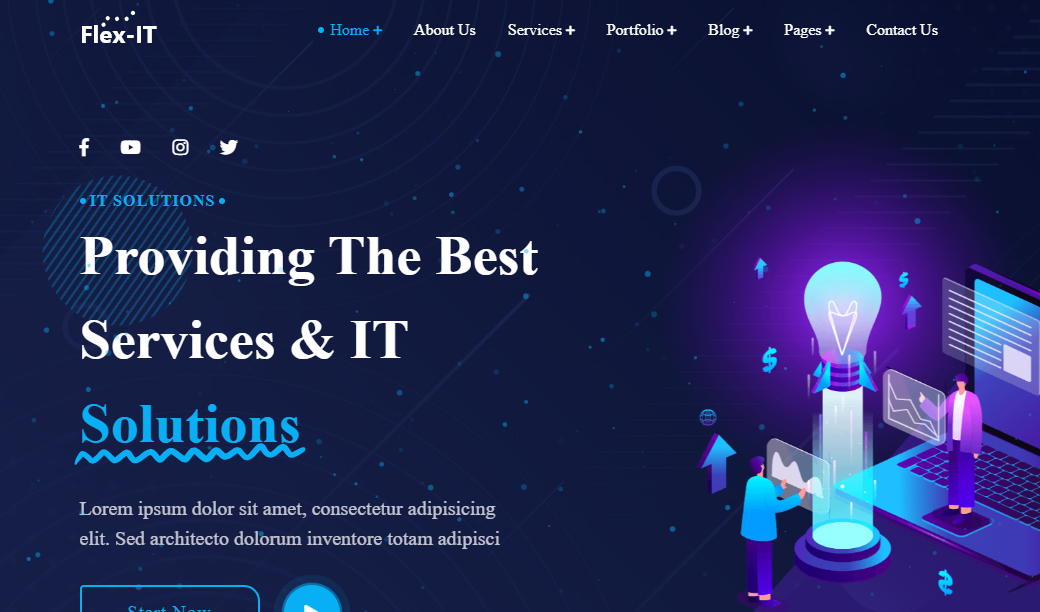 Flex-IT
Home + About Us Services + Portfolio + Blog + Pages + Contact Us
• IT SOLUTIONS •
Providing The Best
Services & IT
Solutions
Lorem ipsum dolor sit amet, consectetur adipisicing
elit. Sed architecto dolorum inventore totam adipisci
Start Now